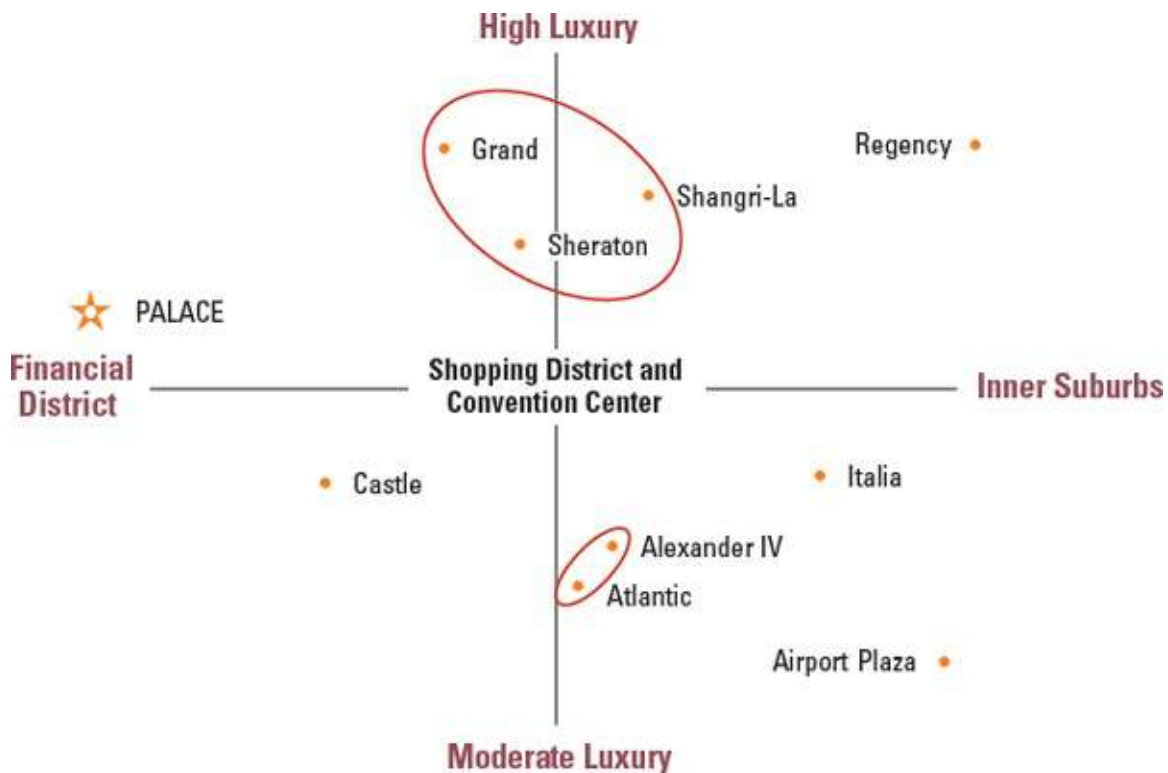 High Luxury
Grand
Regency
Shangri-La
Sheraton
PALACE
Financial
District
Shopping District and
Convention Center
Inner Suburbs
Castle
Italia
Alexander IV
Atlantic
Airport Plaza
Moderate Luxury